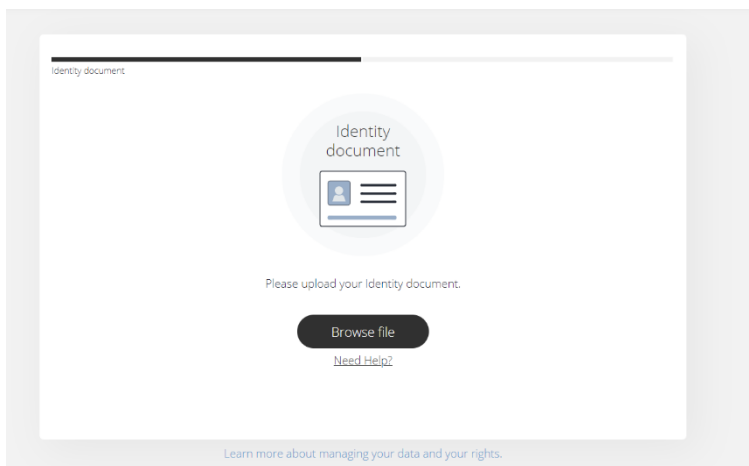 Identity document
Identity
document
Please upload your Identity document.
Browse file
Need Help?
Learn more about managing your data and your rights.